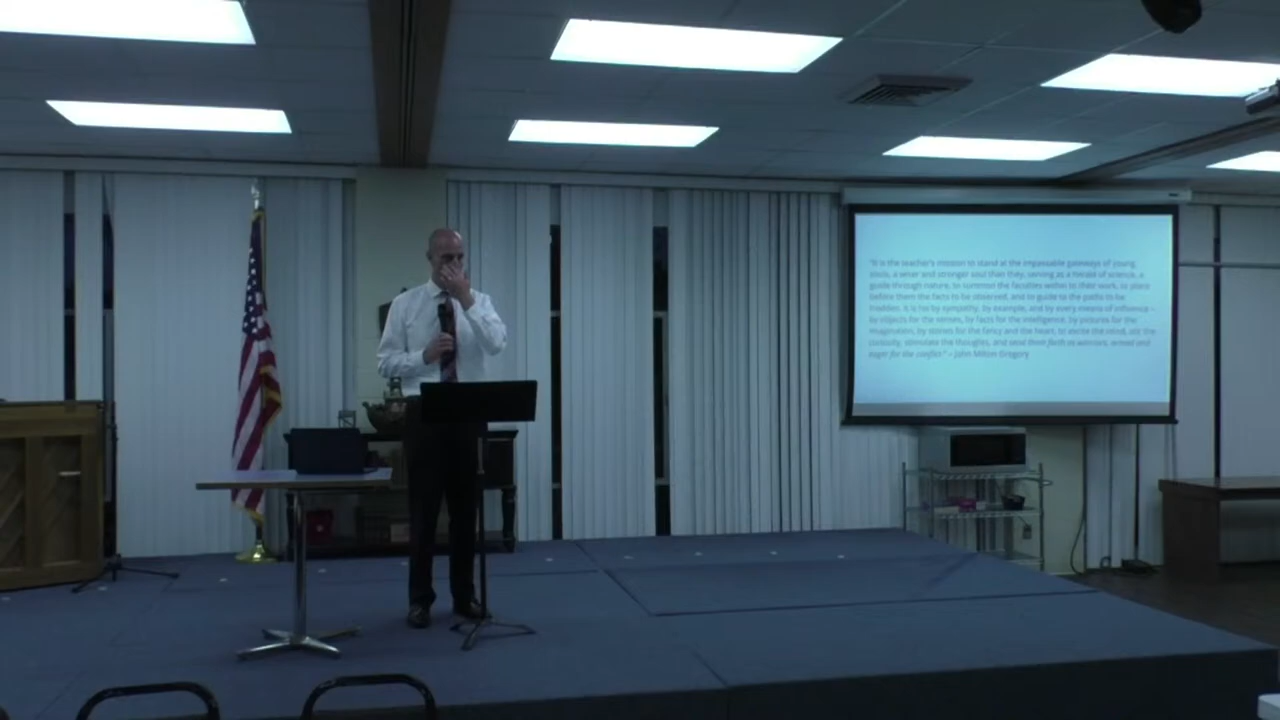 "It is the teacher's mission to stand at the impassable gateways of young
souls, a wiser and stronger soul than they, serving as a herald of science, a
guide through nature, to summon the faculties within to their work, to place
before them the facts to be observed, and to guide to the paths to be
trodden. It is his by sympathy, by example, and by every means of influence –
by objects for the senses, by facts for the intelligence, by pictures for the
imagination, by stories for the fancy and the heart, to excite the mind, stir the
curiosity, stimulate the thoughts, and send them forth as warriors, armed and
eager for the conflict." – John Milton Gregory